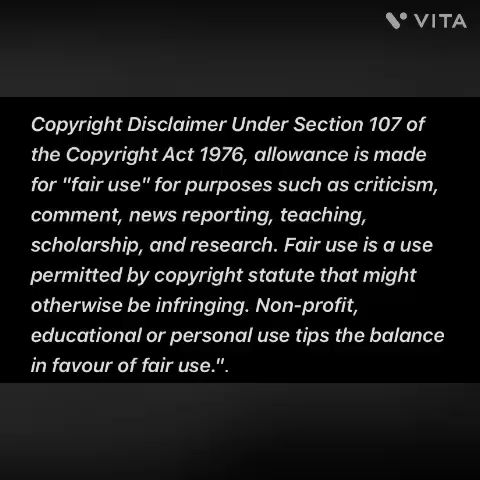 VITA
Copyright Disclaimer Under Section 107 of
the Copyright Act 1976, allowance is made
for "fair use" for purposes such as criticism,
comment, news reporting, teaching,
scholarship, and research. Fair use is a use
permitted by copyright statute that might
otherwise be infringing. Non-profit,
educational or personal use tips the balance
in favour of fair use.".